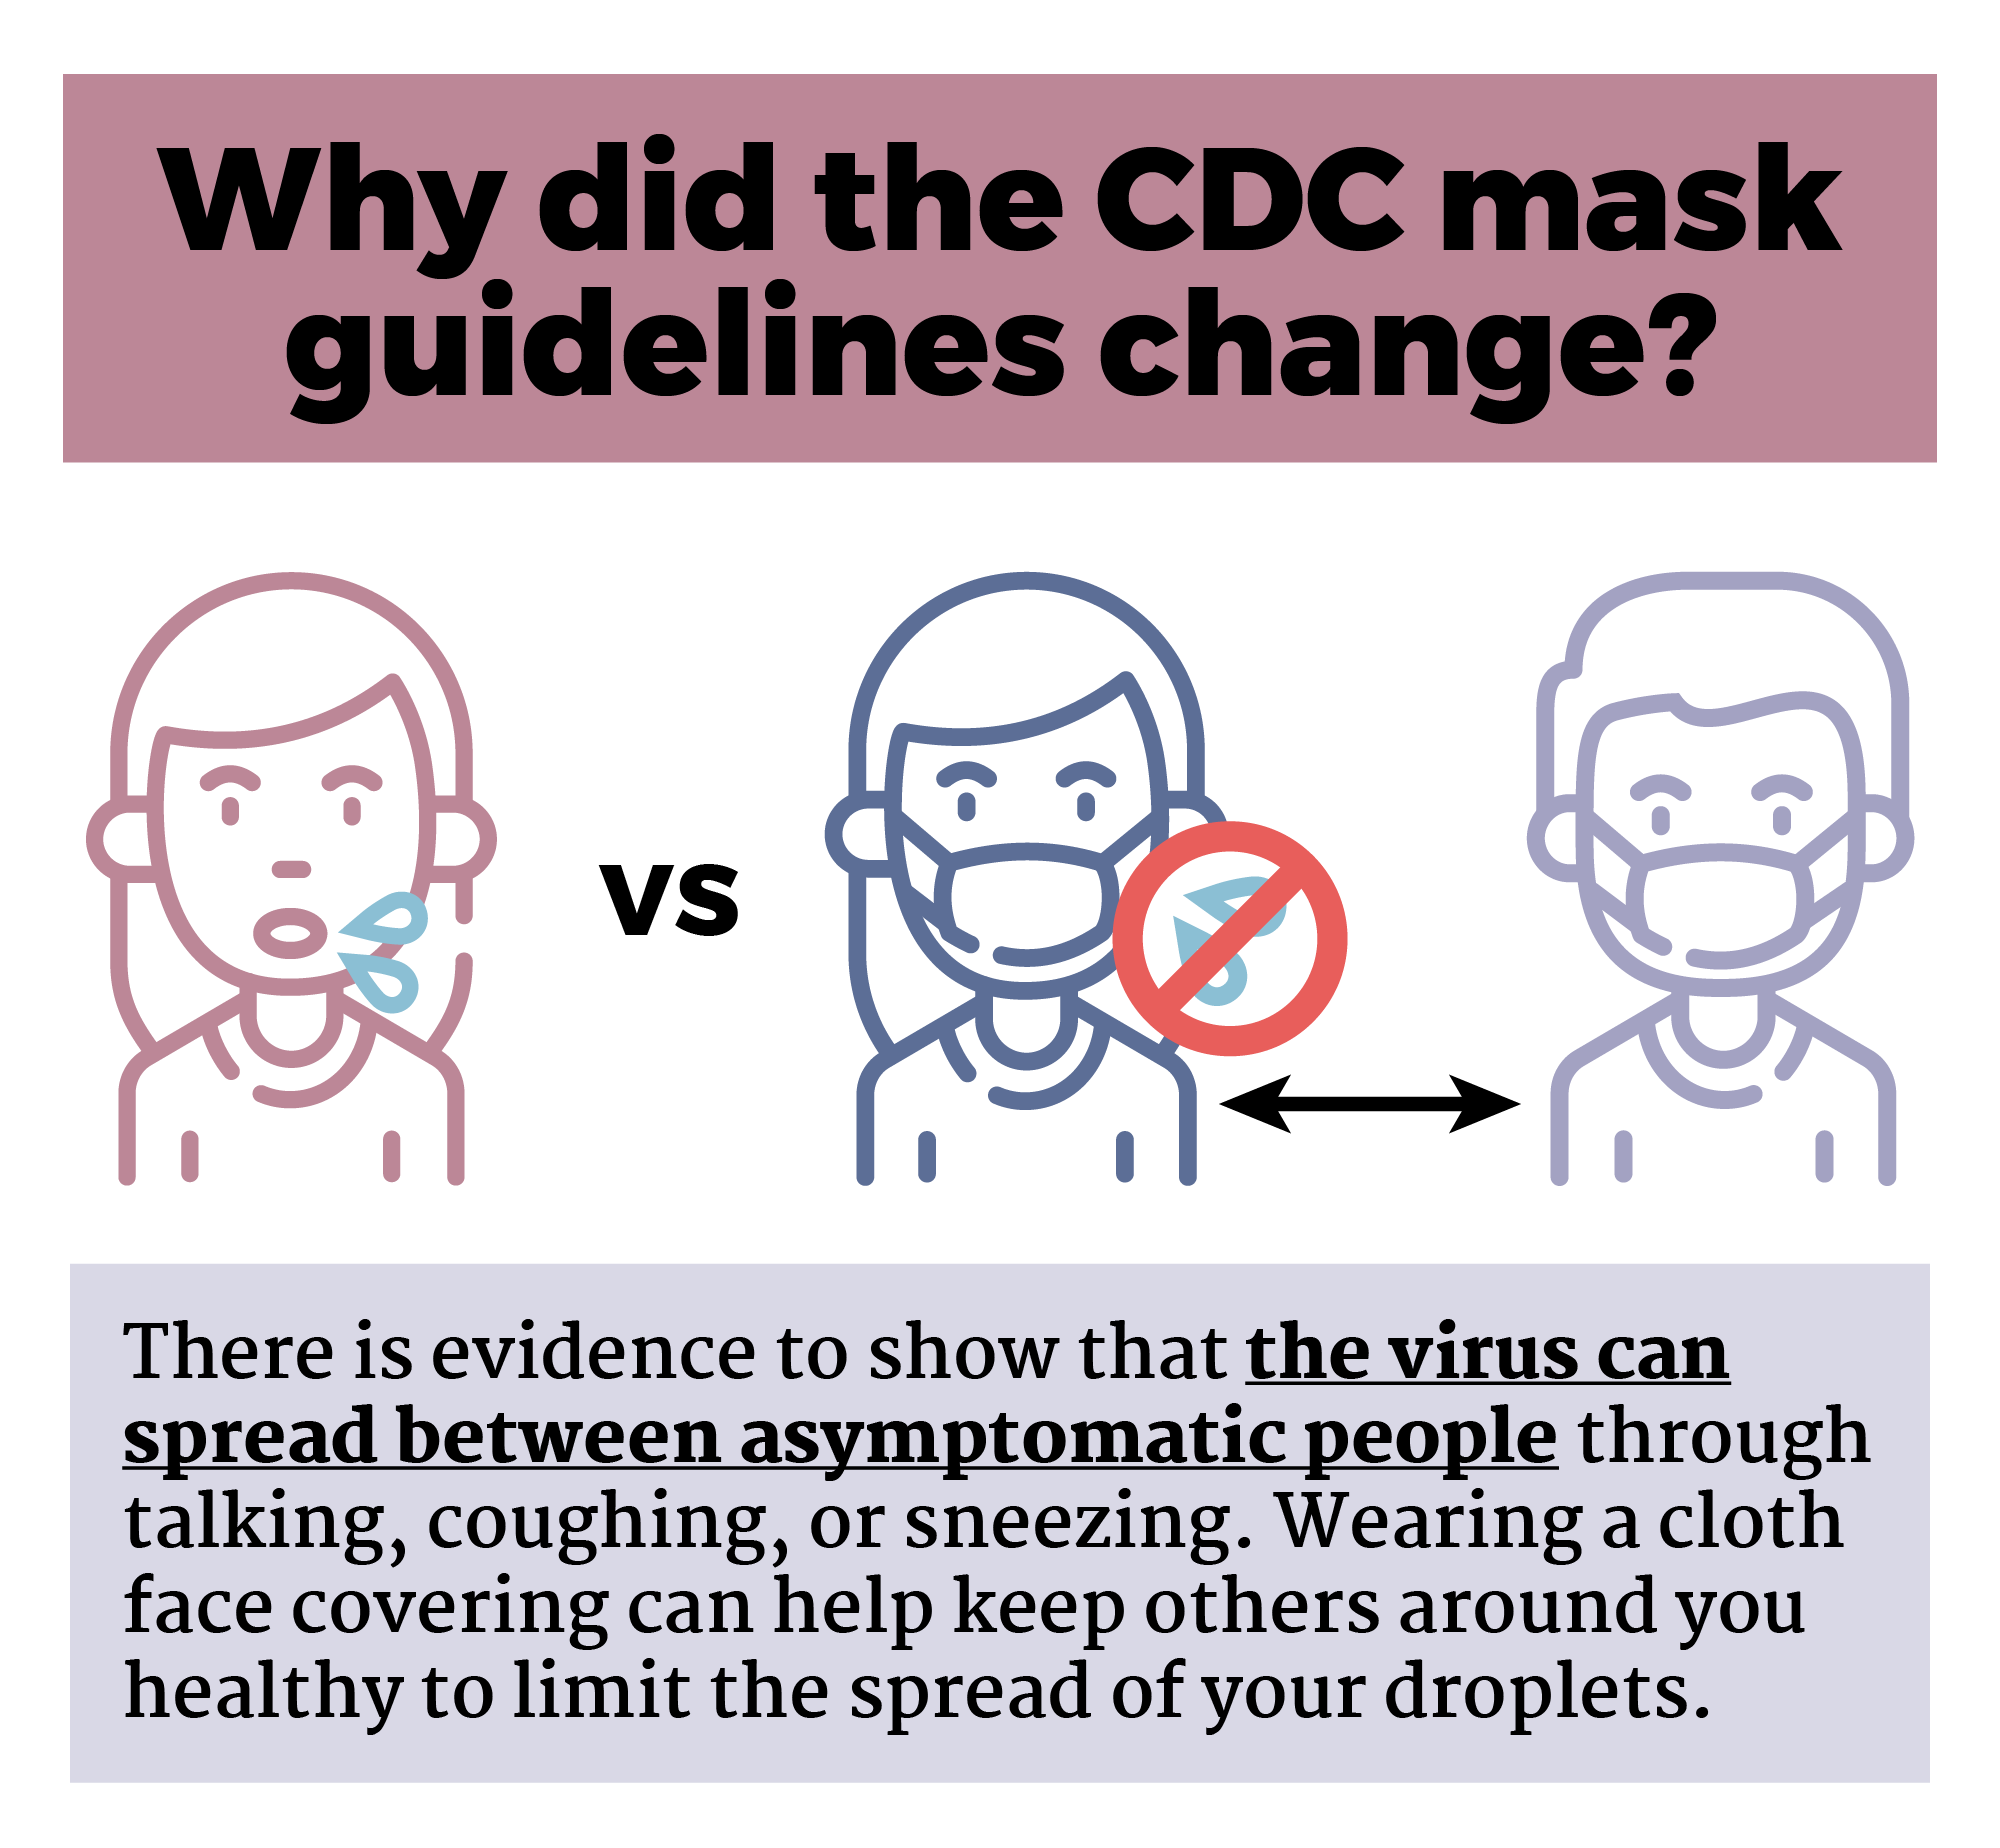 Why did the CDC mask
guidelines change?
vs
There is evidence to show that the virus can
spread between asymptomatic people through
talking, coughing, or sneezing. Wearing a cloth
face covering can help keep others around you
healthy to limit the spread of your droplets.